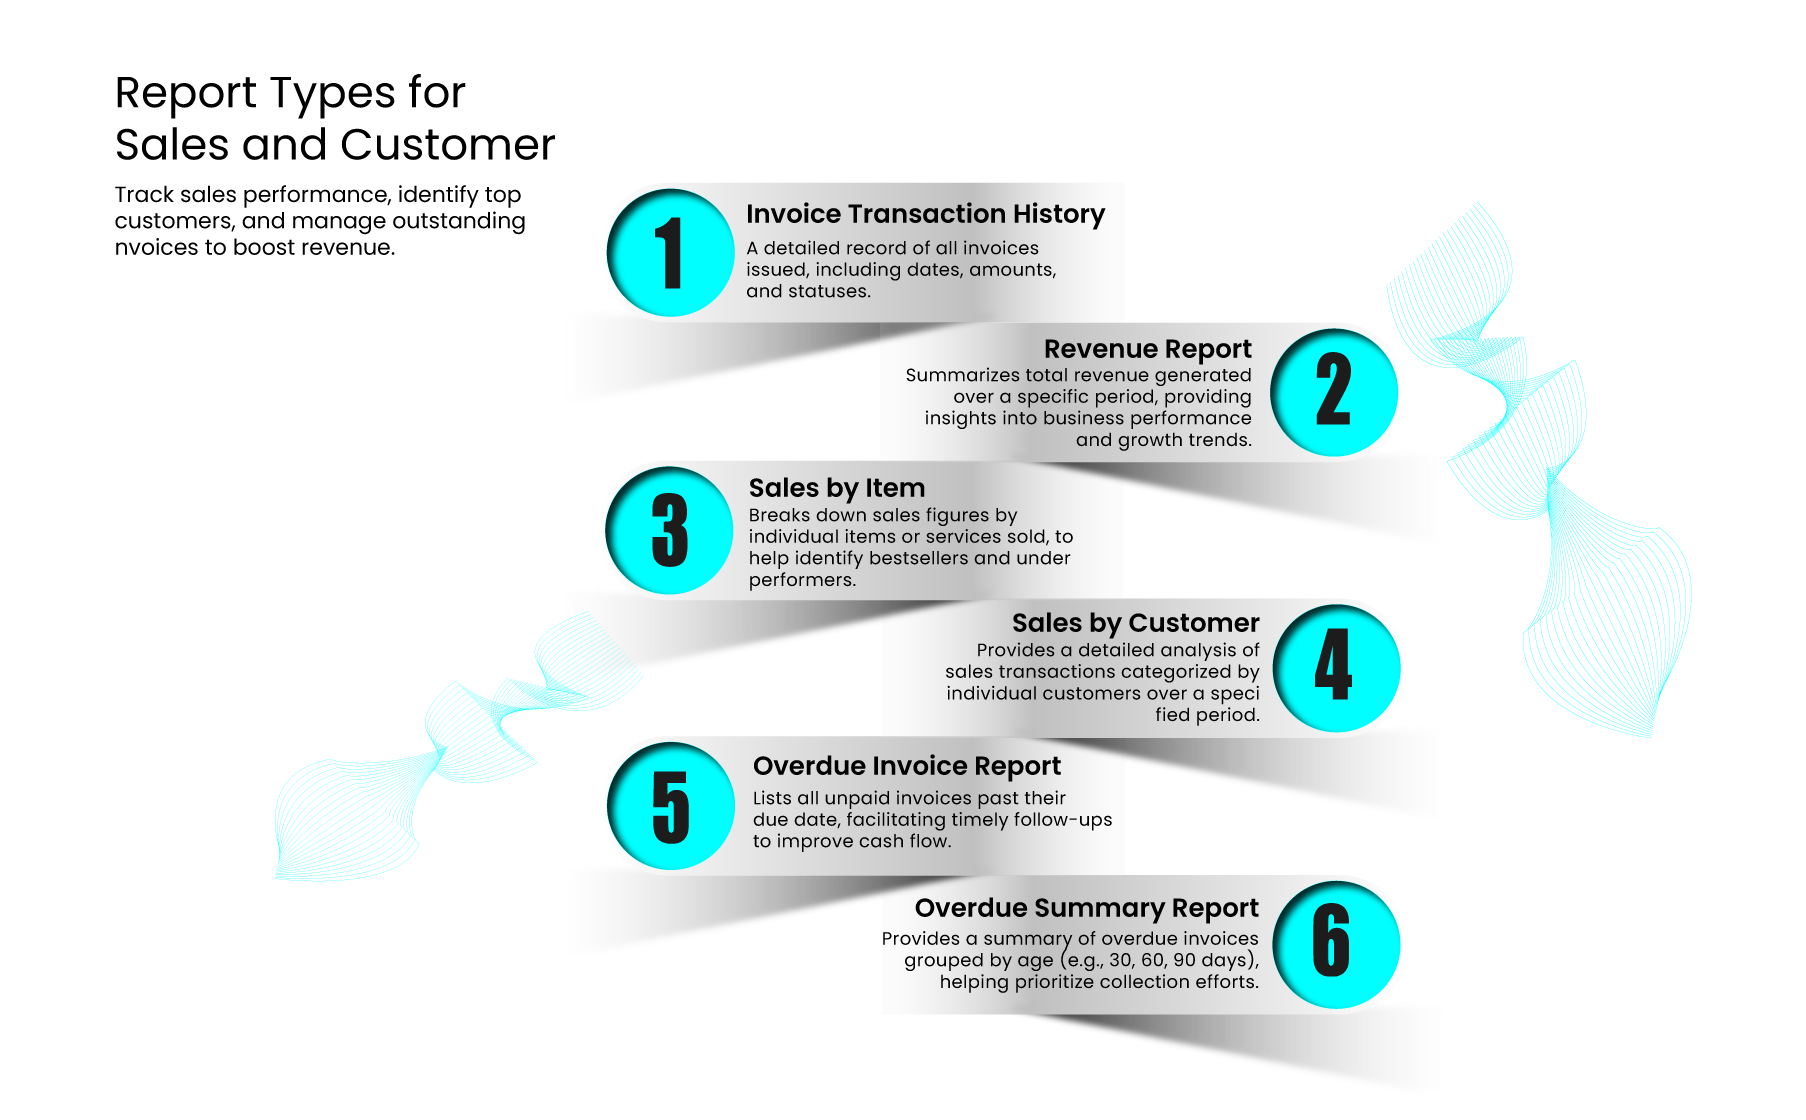 Report Types for
Sales and Customer
Track sales performance, identify top
customers, and manage outstanding
nvoices to boost revenue.
1
Invoice Transaction History
A detailed record of all invoices
issued, including dates, amounts,
and statuses.
2
Revenue Report
Summarizes total revenue generated
over a specific period, providing
insights into business performance
and growth trends.
3
Sales by Item
Breaks down sales figures by
individual items or services sold, to
help identify bestsellers and under
performers.
4
Sales by Customer
Provides a detailed analysis of
sales transactions categorized by
individual customers over a speci
fied period.
5
Overdue Invoice Report
Lists all unpaid invoices past their
due date, facilitating timely follow-ups
to improve cash flow.
6
Overdue Summary Report
Provides a summary of overdue invoices
grouped by age (e.g., 30, 60, 90 days),
helping prioritize collection efforts.